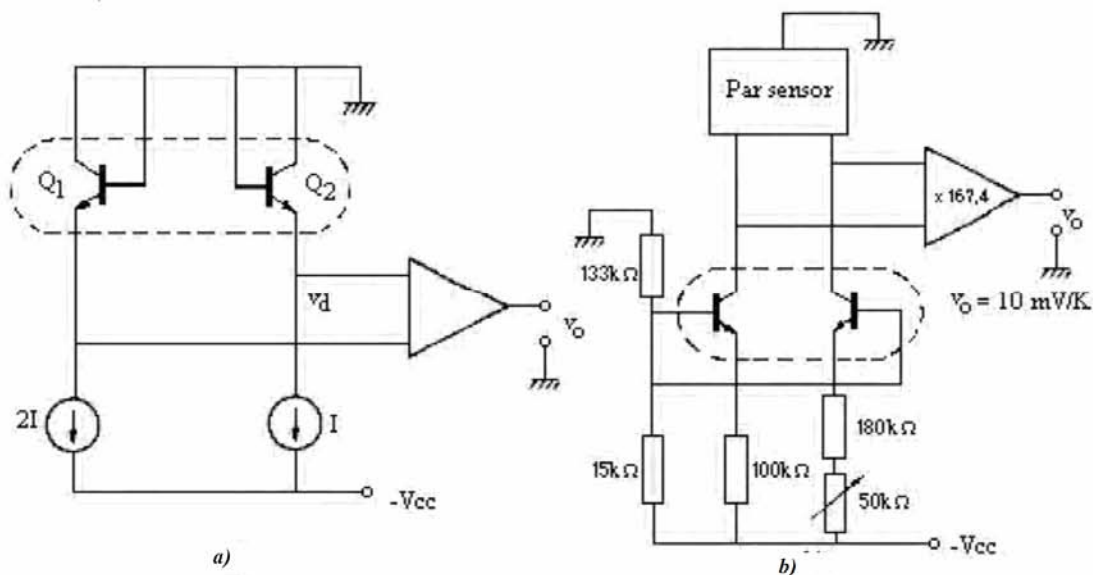 Q1
Q2
vd
vo
2I
I
-Vcc
a)
Par sensor
x 167,4
vo
133kΩ
vo = 10 mV/K
15kΩ
100kΩ
180kΩ
50kΩ
-Vcc
b)